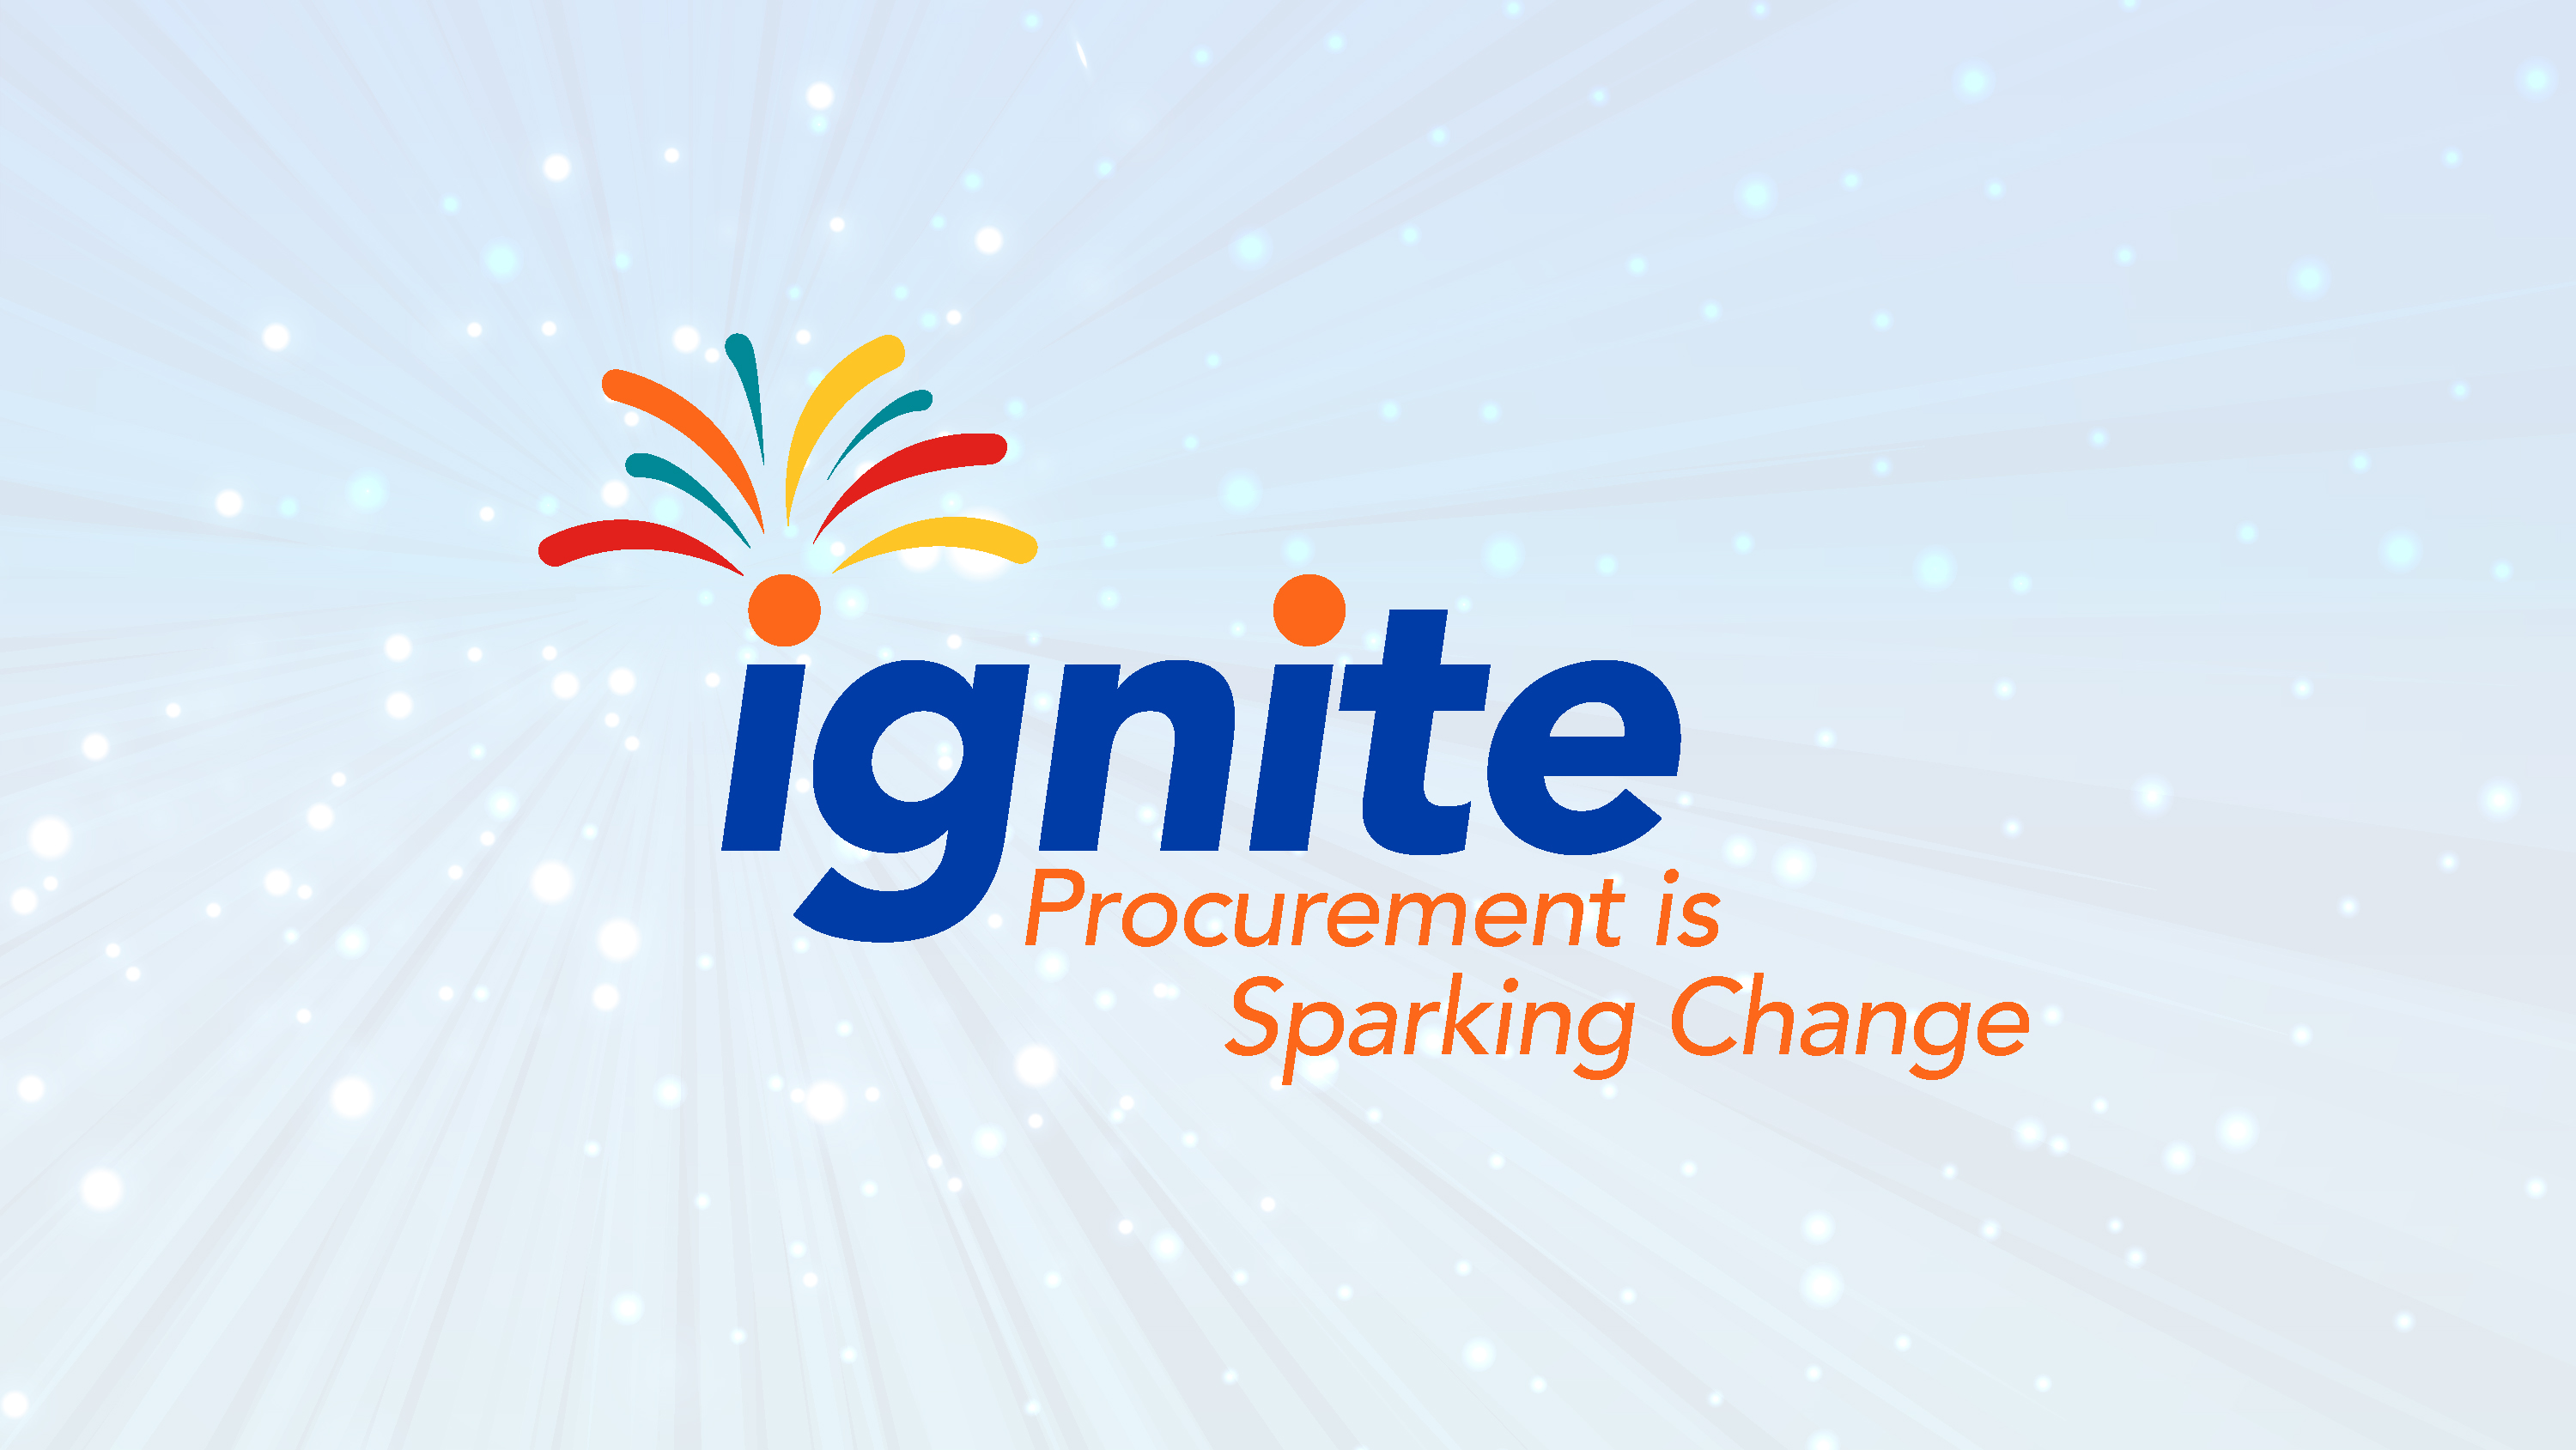 ignite
Procurement is
Sparking Change